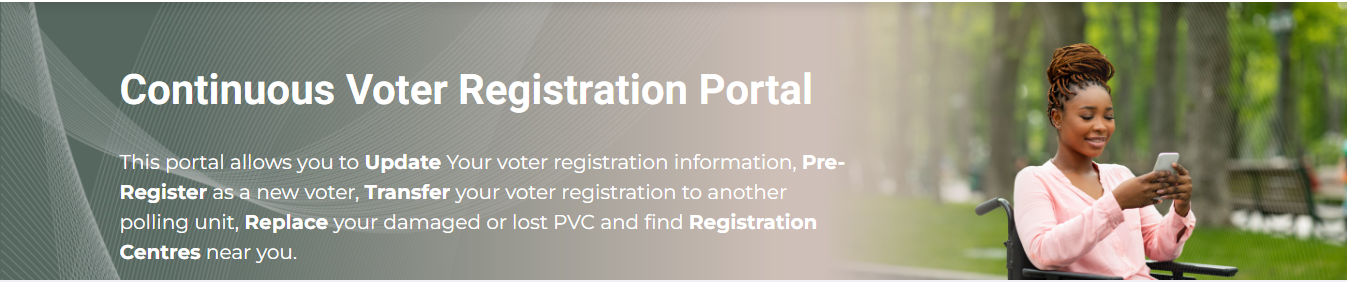 Continuous Voter Registration Portal
This portal allows you to Update Your voter registration information, Pre-
Register as a new voter, Transfer your voter registration to another
polling unit, Replace your damaged or lost PVC and find Registration
Centres near you.